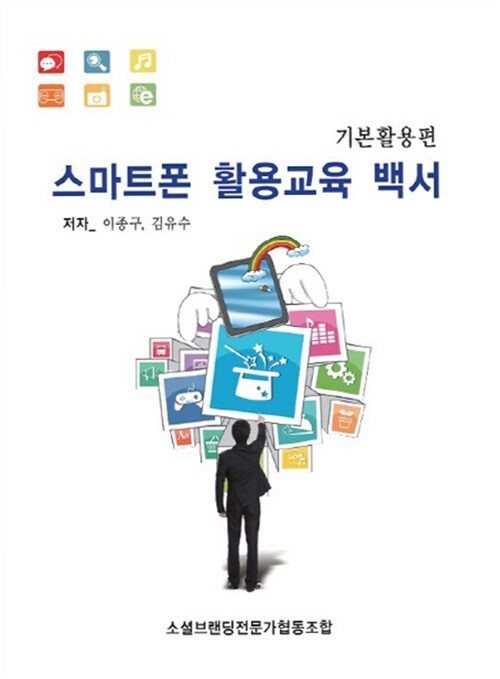 기본활용편
스마트폰 활용교육 백서
저자_ 이종구, 김유수
소셜브랜딩전문가협동조합